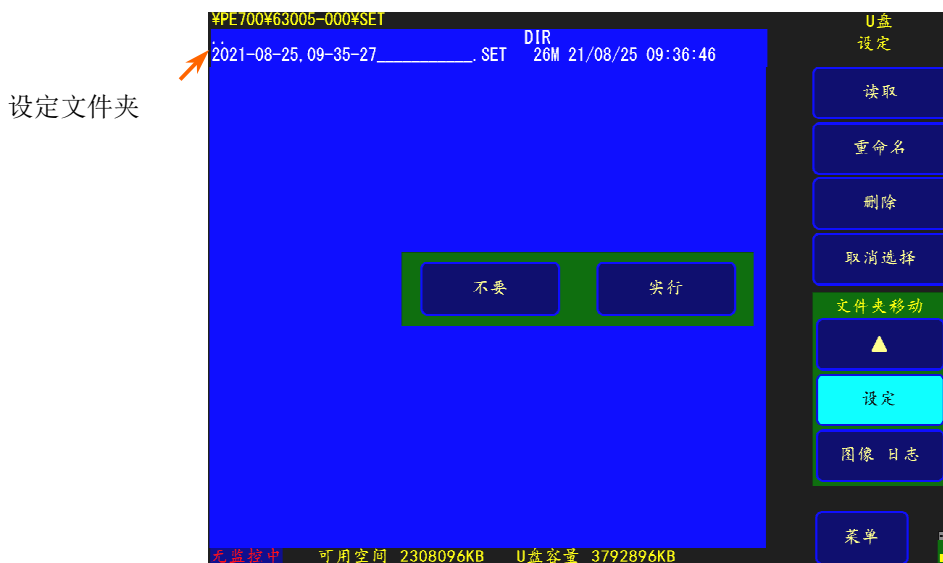 ¥PE700¥63005-000¥SET
.. DIR
2021-08-25,09-35-27__________.SET 26M 21/08/25 09:36:46
设定文件夹
不要
实行
U盘
设定
读取
重命名
删除
取消选择
文件夹移动
▲
设定
图像 日志
菜单
无监控中 可用空间 2308096KB U盘容量 3792896KB